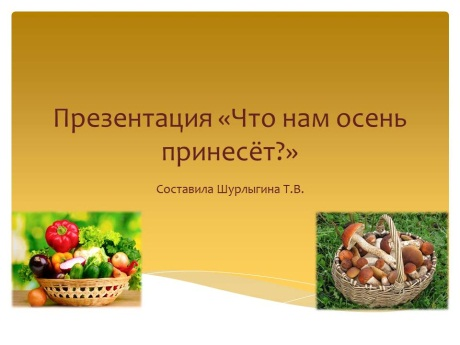 Презентация «Что нам осень
принесёт?»
Составила Шурлыгина Т.В.